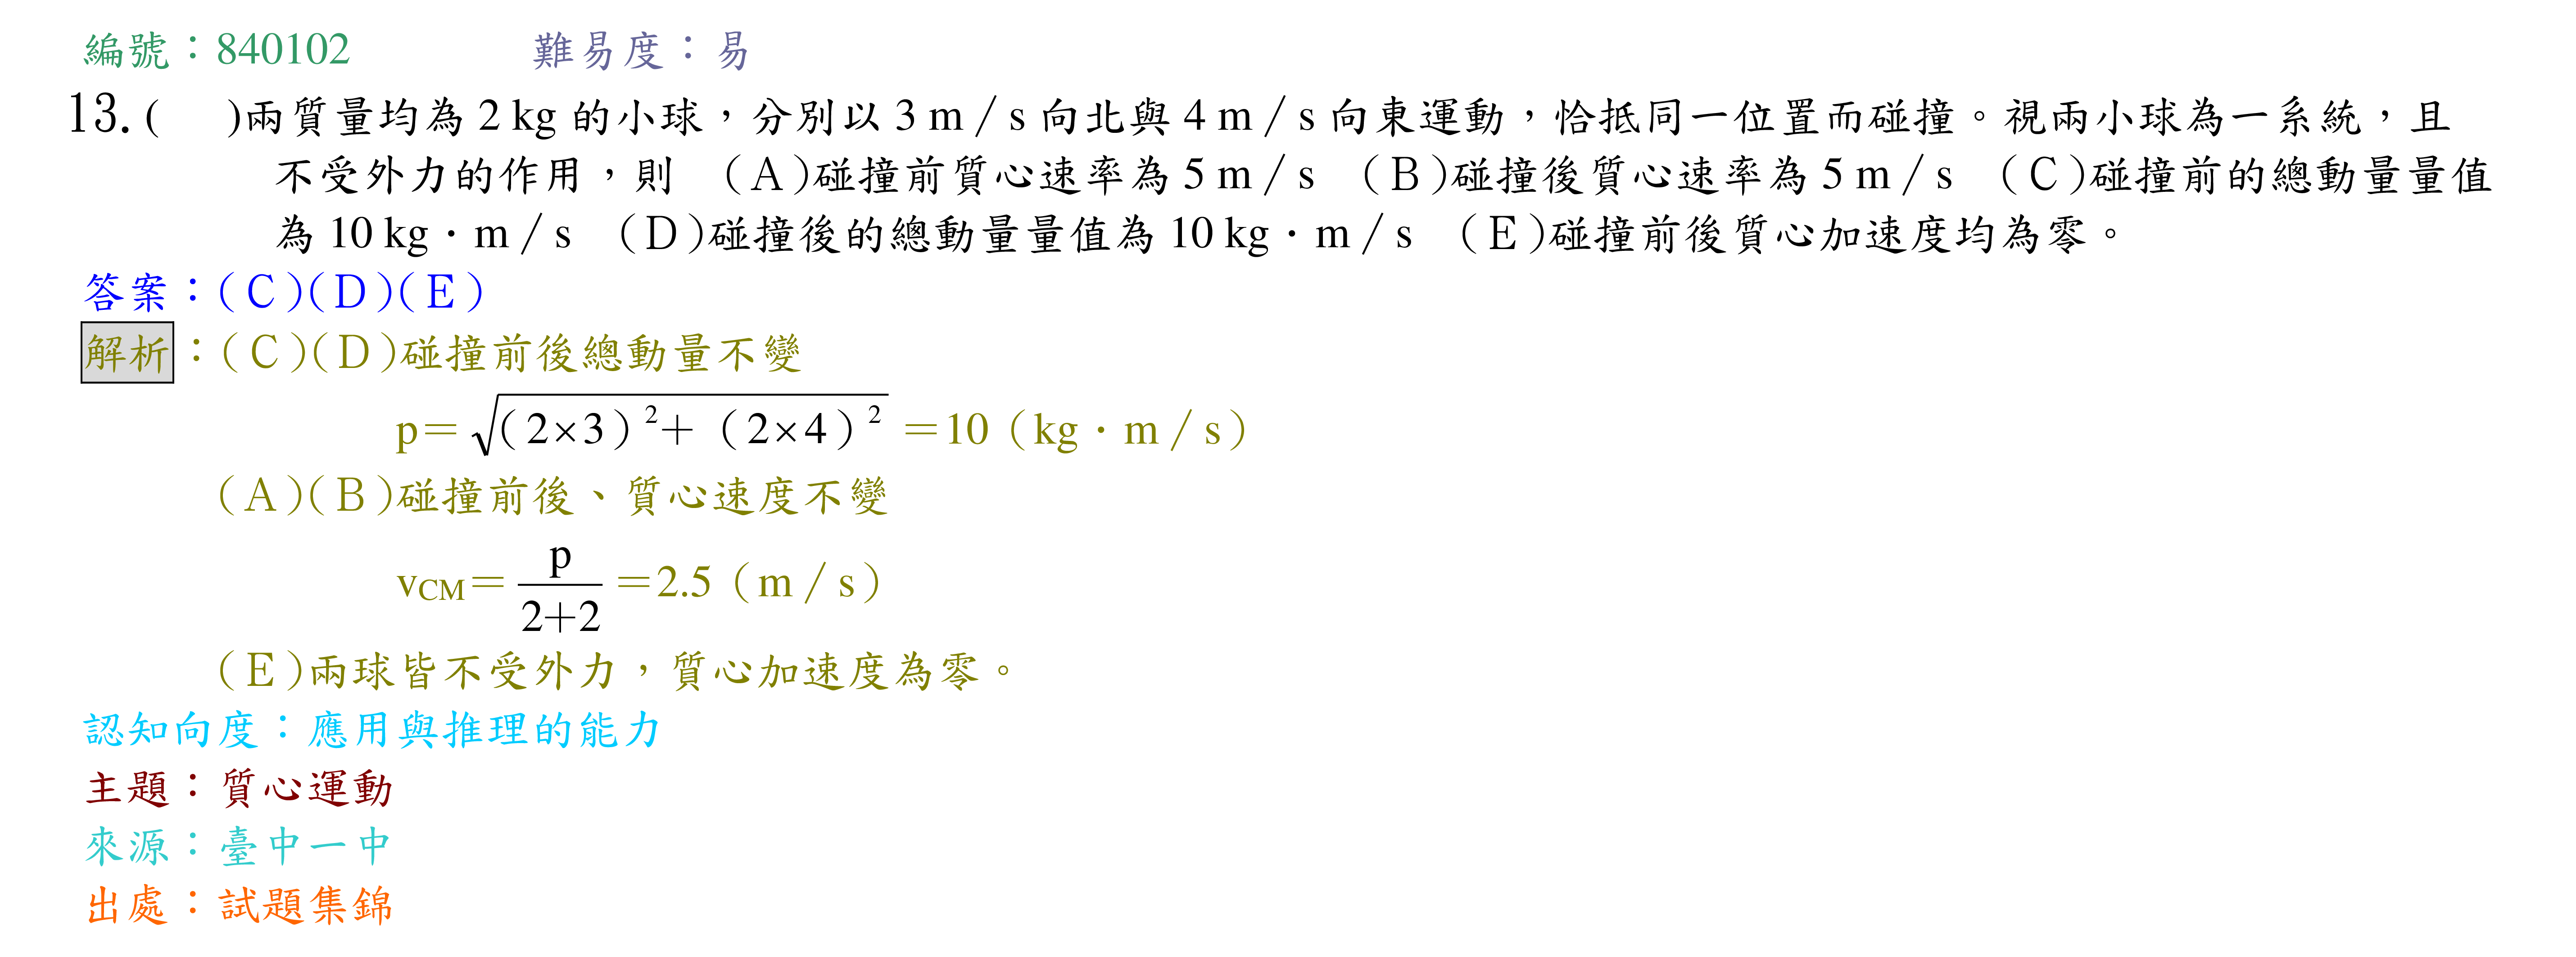 編號：840102 難易度：易
13.( )兩質量均為 2 kg 的小球，分別以 3 m／s 向北與 4 m／s 向東運動，恰抵同一位置而碰撞。視兩小球為一系統，且
不受外力的作用，則 （A)碰撞前質心速率為 5 m／s （B)碰撞後質心速率為 5 m／s （C)碰撞前的總動量量值
為 10 kg．m／s （D)碰撞後的總動量量值為 10 kg．m／s （E)碰撞前後質心加速度均為零。
答案：(C)(D)(E)
解析：(C)(D)碰撞前後總動量不變
p＝√（2×3）²＋（2×4）² ＝10（kg．m／s）
(A)(B)碰撞前後、質心速度不變
vCM＝p/2+2＝2.5（m／s）
(E)兩球皆不受外力，質心加速度為零。
認知向度：應用與推理的能力
主題：質心運動
來源：臺中一中
出處：試題集錦